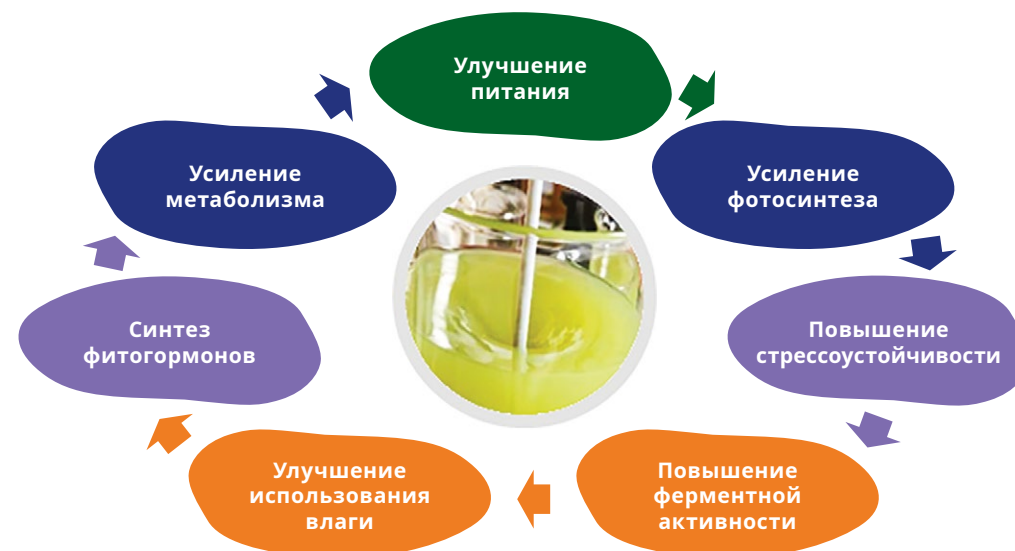 Улучшение
питания
Усиление
фотосинтеза
Повышение
стрессоустойчивости
Повышение
ферментной
активности
Улучшение
использования
влаги
Синтез
фитогормонов
Усиление
метаболизма